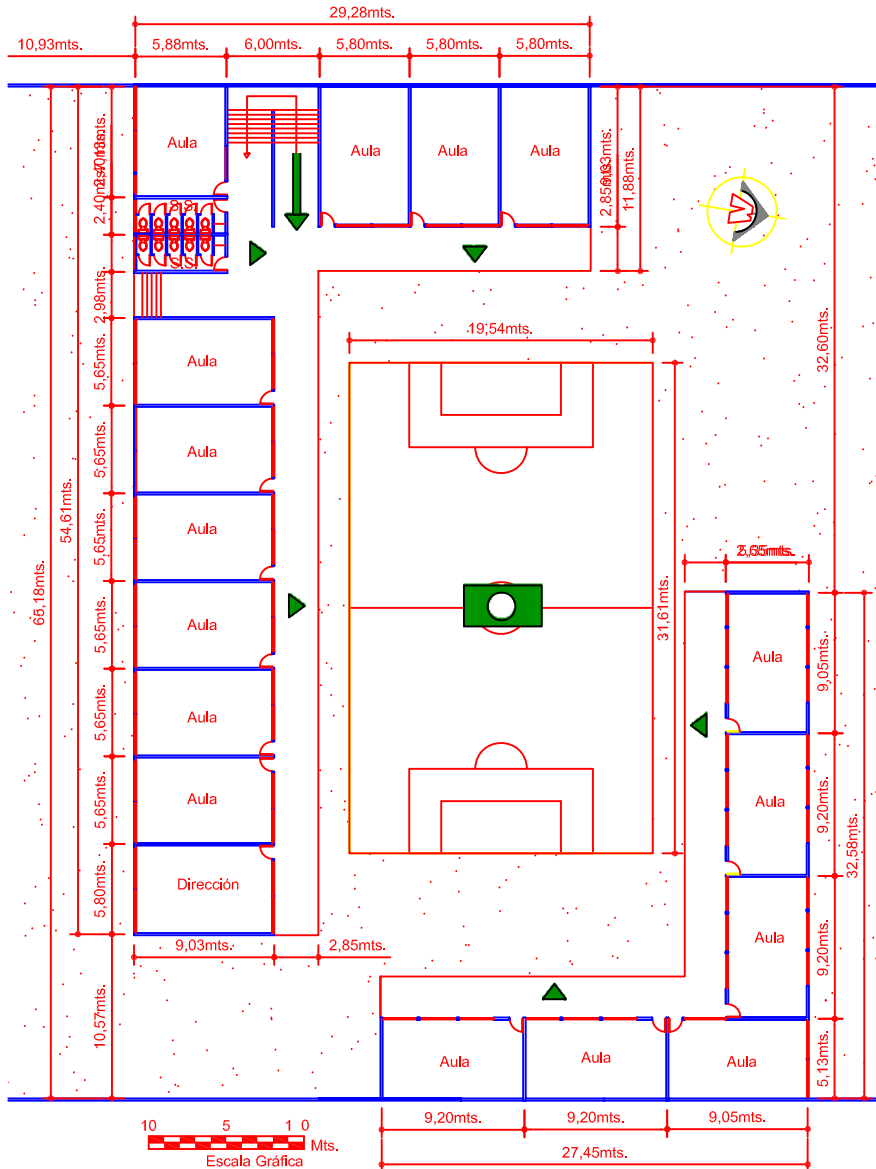 29,28mts.
10,93mts.
5,88mts.
6,00mts.
5,80mts.
5,80mts.
5,80mts.
Aula
Aula
Aula
Aula
2,40mts.
S.S.
S.S.
2,98mts.
2,85mts.
11,88mts.
32,60mts.
19,54mts.
31,61mts.
54,61mts.
5,65mts.
5,65mts.
5,65mts.
5,65mts.
5,65mts.
5,65mts.
5,80mts.
10,57mts.
Aula
Aula
Aula
Aula
Aula
Aula
Dirección
9,03mts.
2,85mts.
Aula
Aula
Aula
9,05mts.
9,20mts.
9,20mts.
5,13mts.
32,58mts.
Aula
Aula
Aula
9,20mts.
9,20mts.
9,05mts.
27,45mts.
10 5 1 0
Mts.
Escala Gráfica